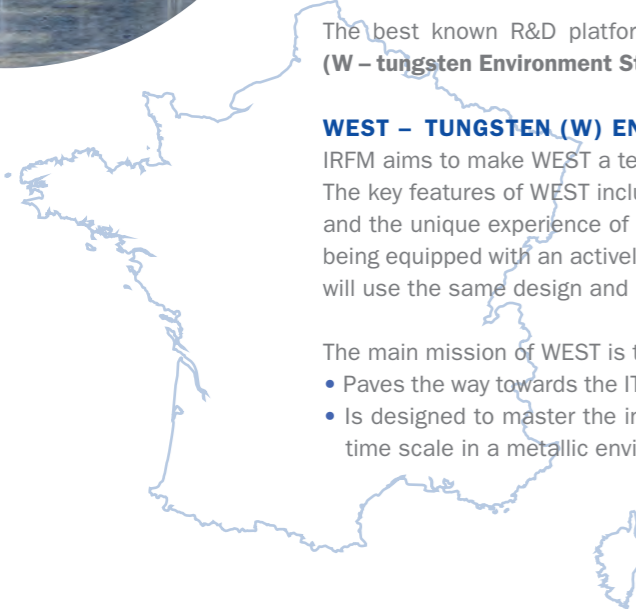 The best known R&D platfor
(W – tungsten Environment St
WEST – TUNGSTEN (W) EN
IRFM aims to make WEST a te
The key features of WEST inclu
and the unique experience of
being equipped with an activel
will use the same design and
The main mission of WEST is t
• Paves the way towards the IT
• Is designed to master the in
time scale in a metallic envi